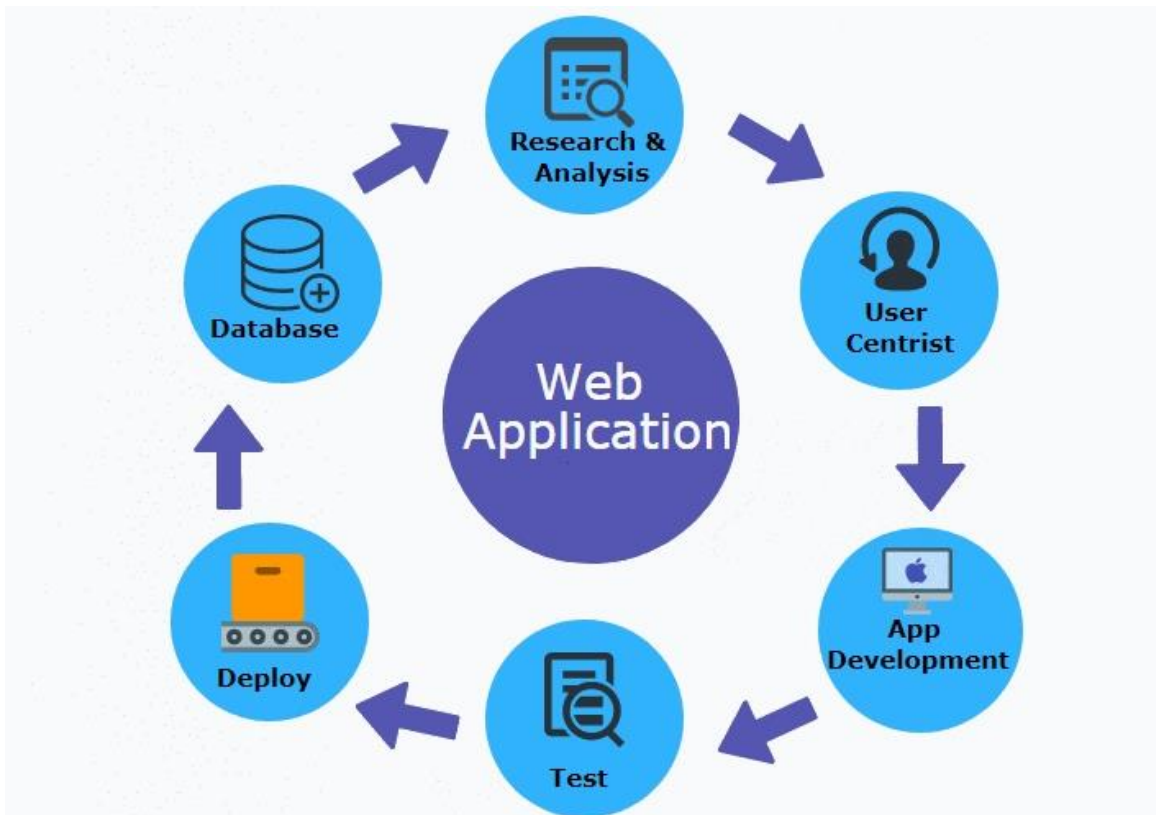 Research &
Analysis
User
Centrist
App
Development
Test
Deploy
Database
Web
Application